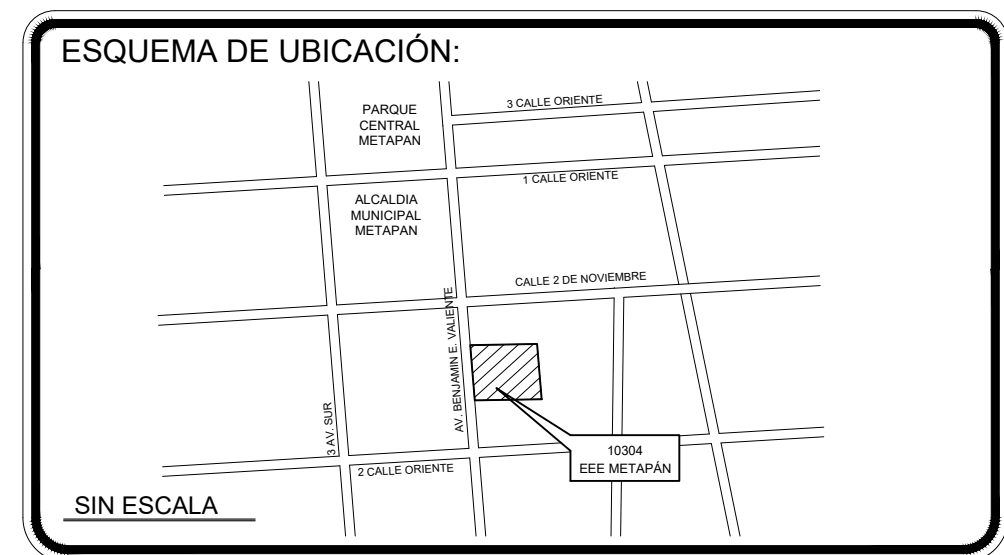 ESQUEMA DE UBICACIÓN:
PARQUE
CENTRAL
METAPAN
3 CALLE ORIENTE
1 CALLE ORIENTE
ALCALDIA
MUNICIPAL
METAPAN
CALLE 2 DE NOVIEMBRE
AV. BENJAMIN E. VALIENTE
3 AV. SUR
10304
EEE METAPÁN
2 CALLE ORIENTE
SIN ESCALA